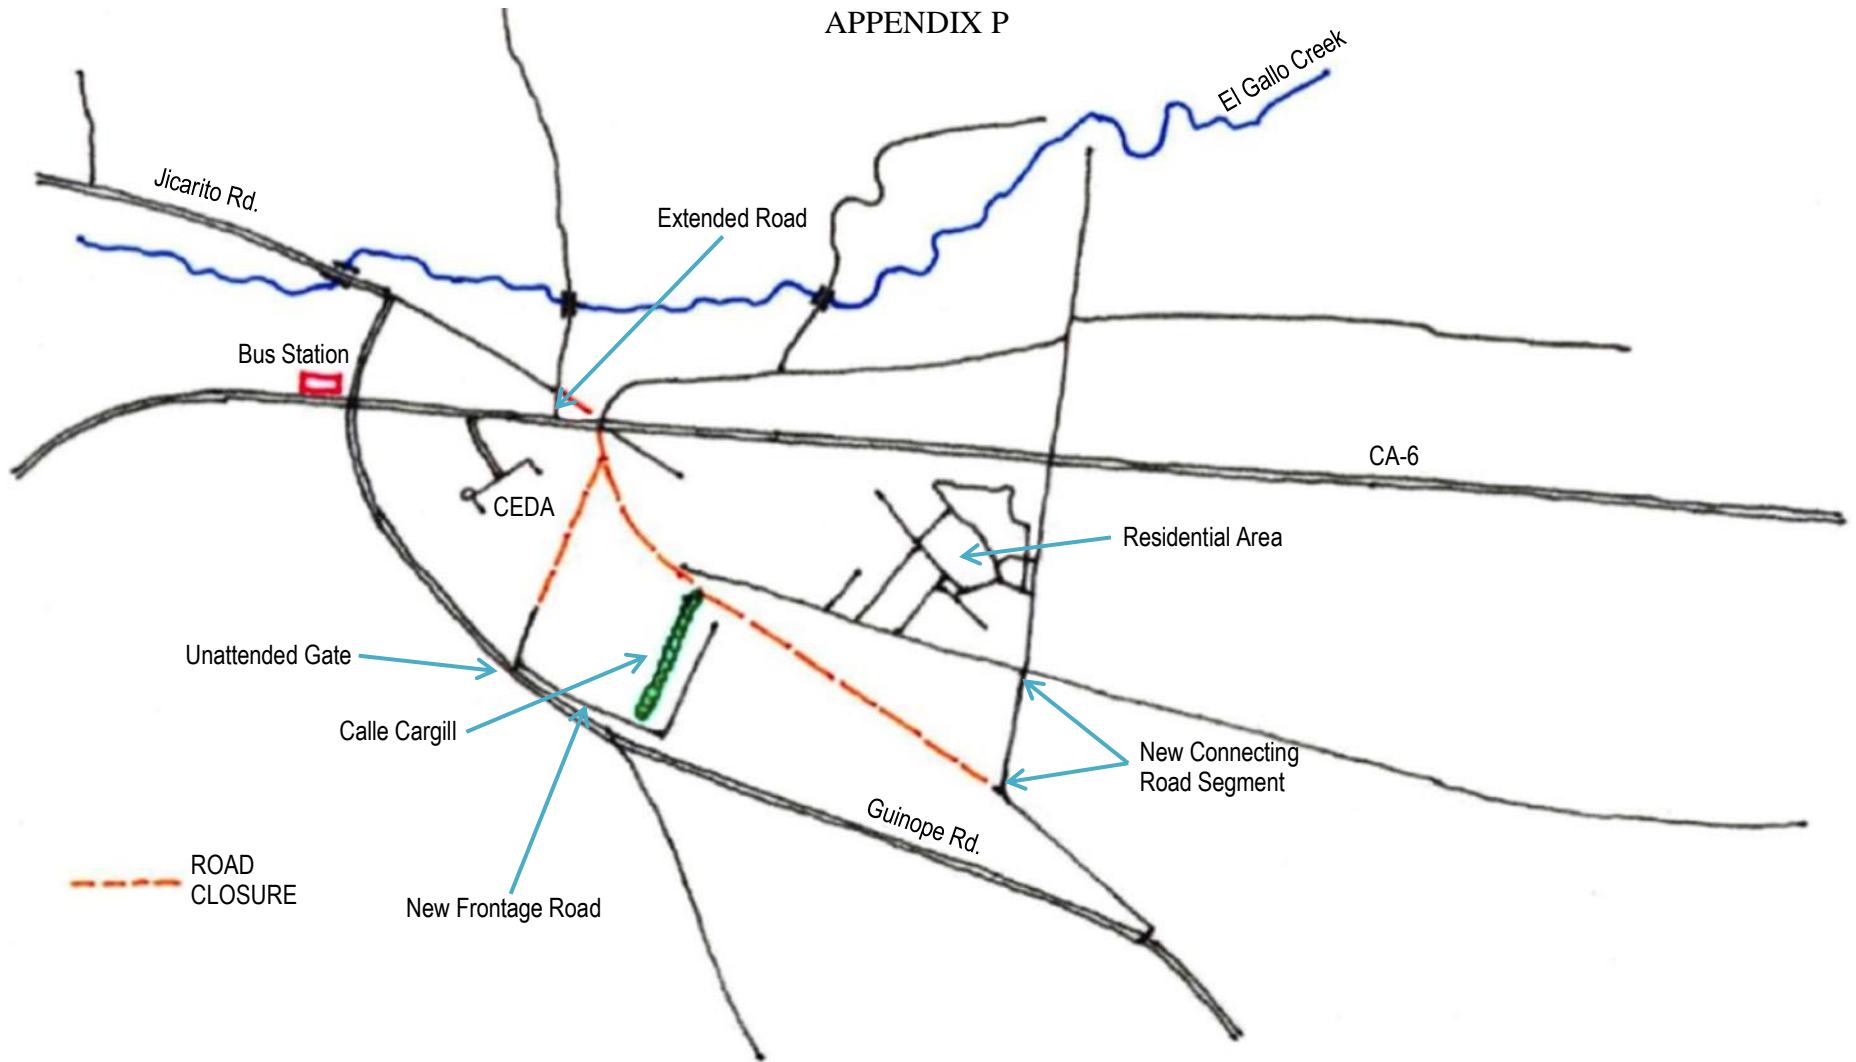 APPENDIX P
El Gallo Creek
Jicarito Rd.
Extended Road
Bus Station
CA-6
CEDA
Residential Area
Unattended Gate
Calle Cargill
New Connecting
Road Segment
Guinope Rd.
ROAD
CLOSURE
New Frontage Road